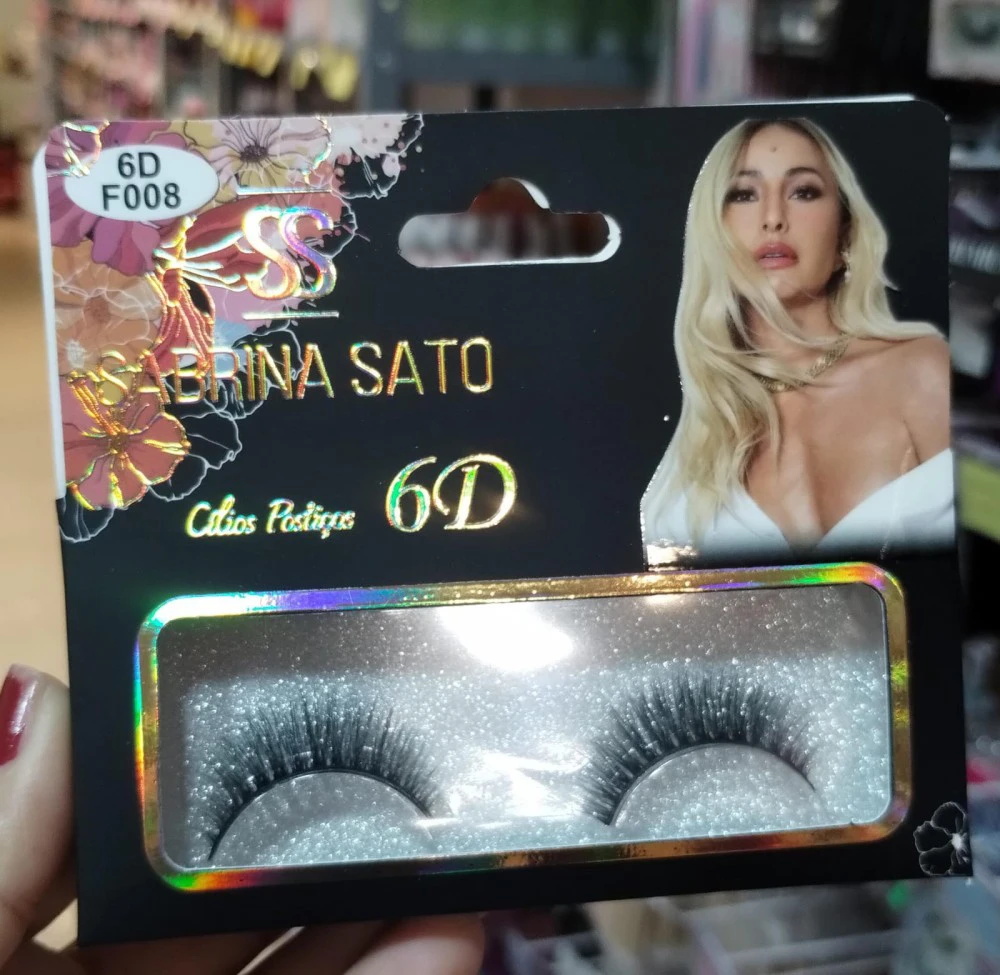 6D
F008
SS
SABRINA SATO
Cílios Postiços 6D